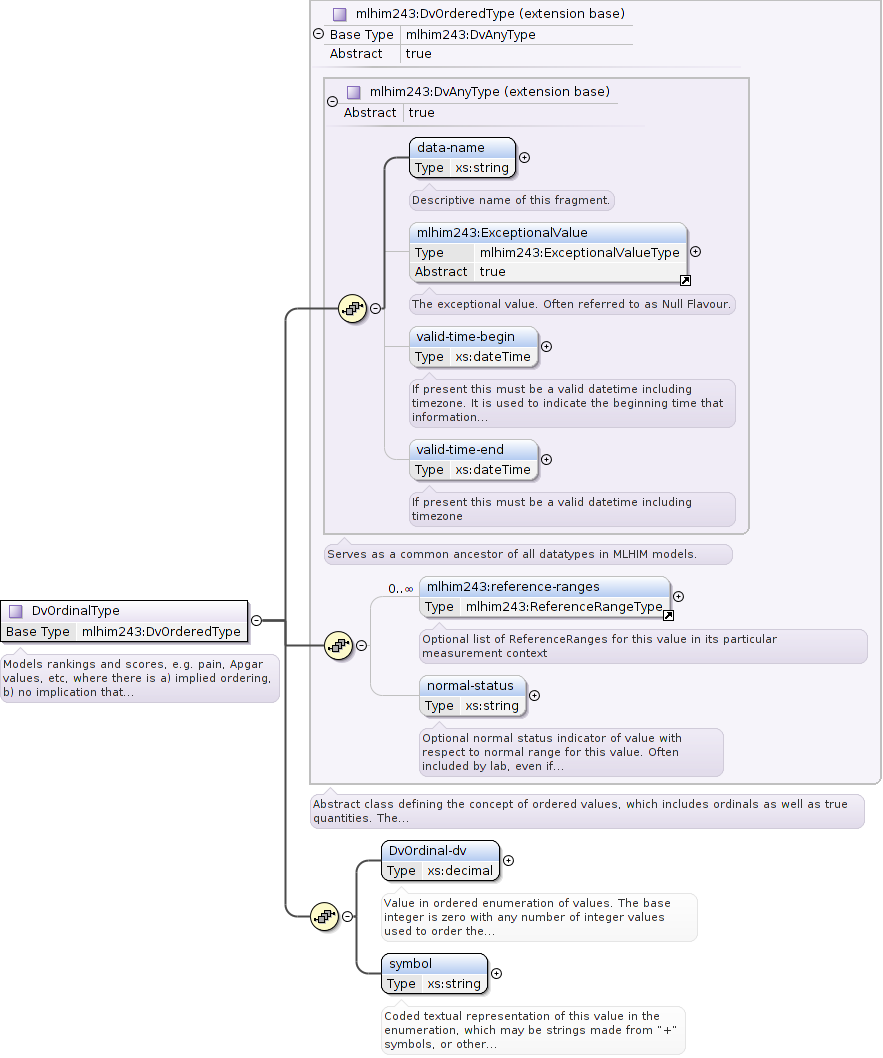 mlhim243:DvOrderedType (extension base)
Base Type mlhim243:DvAnyType
Abstract true
mlhim243:DvAnyType (extension base)
Abstract true
data-name
Type xs:string
Descriptive name of this fragment.
mlhim243:ExceptionalValue
Type mlhim243:ExceptionalValueType
Abstract true
The exceptional value. Often referred to as Null Flavour.
valid-time-begin
Type xs:dateTime
If present this must be a valid datetime including
timezone. It is used to indicate the beginning time that
information...
valid-time-end
Type xs:dateTime
If present this must be a valid datetime including
timezone
Serves as a common ancestor of all datatypes in MLHIM models.
0..∞
mlhim243:reference-ranges
Type mlhim243:ReferenceRangeType
Optional list of ReferenceRanges for this value in its particular
measurement context
DvOrdinalType
Base Type mlhim243:DvOrderedType
Models rankings and scores, e.g. pain, Apgar
values, etc, where there is a) implied ordering,
b) no implication that...
normal-status
Type xs:string
Optional normal status indicator of value with
respect to normal range for this value. Often
included by lab, even if...
Abstract class defining the concept of ordered values, which includes ordinals as well as true
quantities. The...
DvOrdinal-dv
Type xs:decimal
Value in ordered enumeration of values. The base
integer is zero with any number of integer values
used to order the...
symbol
Type xs:string
Coded textual representation of this value in the
enumeration, which may be strings made from "+"
symbols, or other...